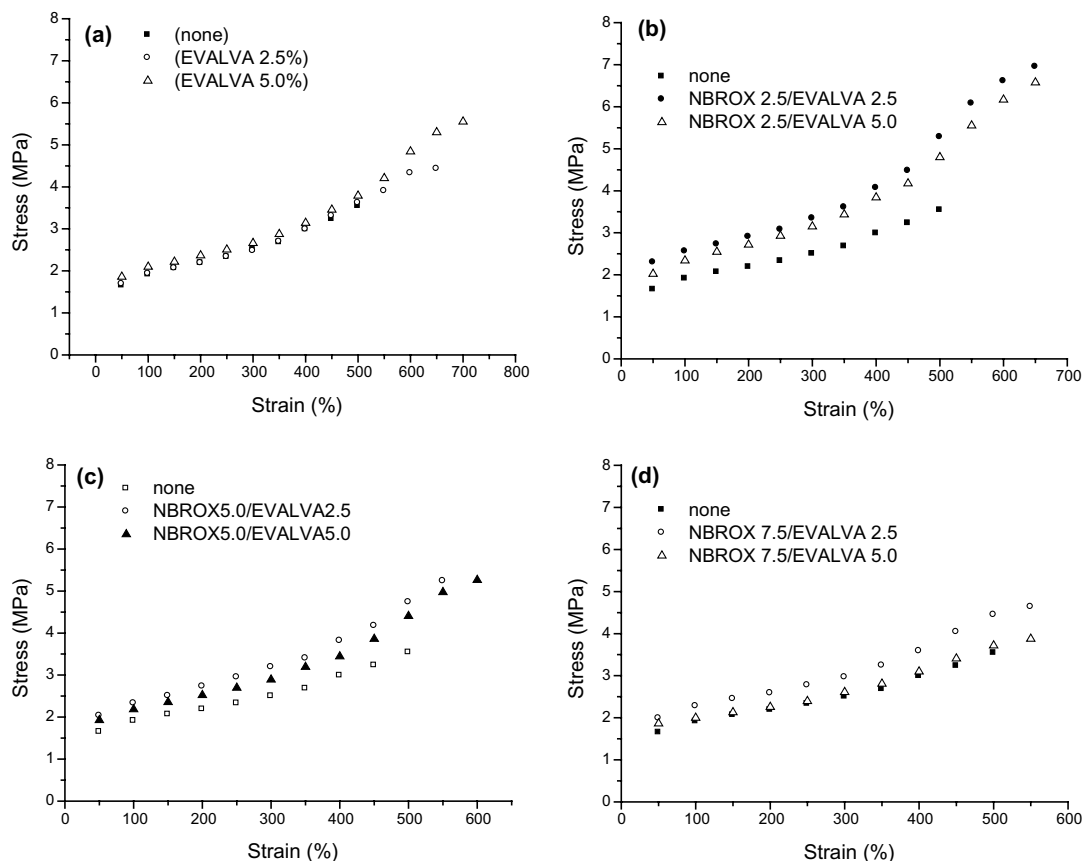 (a)
(none)
(EVALVA 2.5%)
(EVALVA 5.0%)
8
7
6
5
4
3
2
1
0
Stress (MPa)
0 100 200 300 400 500 600 700 800
Strain (%)
(b)
none
NBROX 2.5/EVALVA 2.5
NBROX 2.5/EVALVA 5.0
8
7
6
5
4
3
2
1
0
Stress (MPa)
0 100 200 300 400 500 600 700
Strain (%)
(c)
none
NBROX5.0/EVALVA2.5
NBROX5.0/EVALVA5.0
8
7
6
5
4
3
2
1
0
Stress (MPa)
0 100 200 300 400 500 600
Strain (%)
(d)
none
NBROX 7.5/EVALVA 2.5
NBROX 7.5/EVALVA 5.0
8
7
6
5
4
3
2
1
0
Stress (MPa)
0 100 200 300 400 500 600
Strain (%)